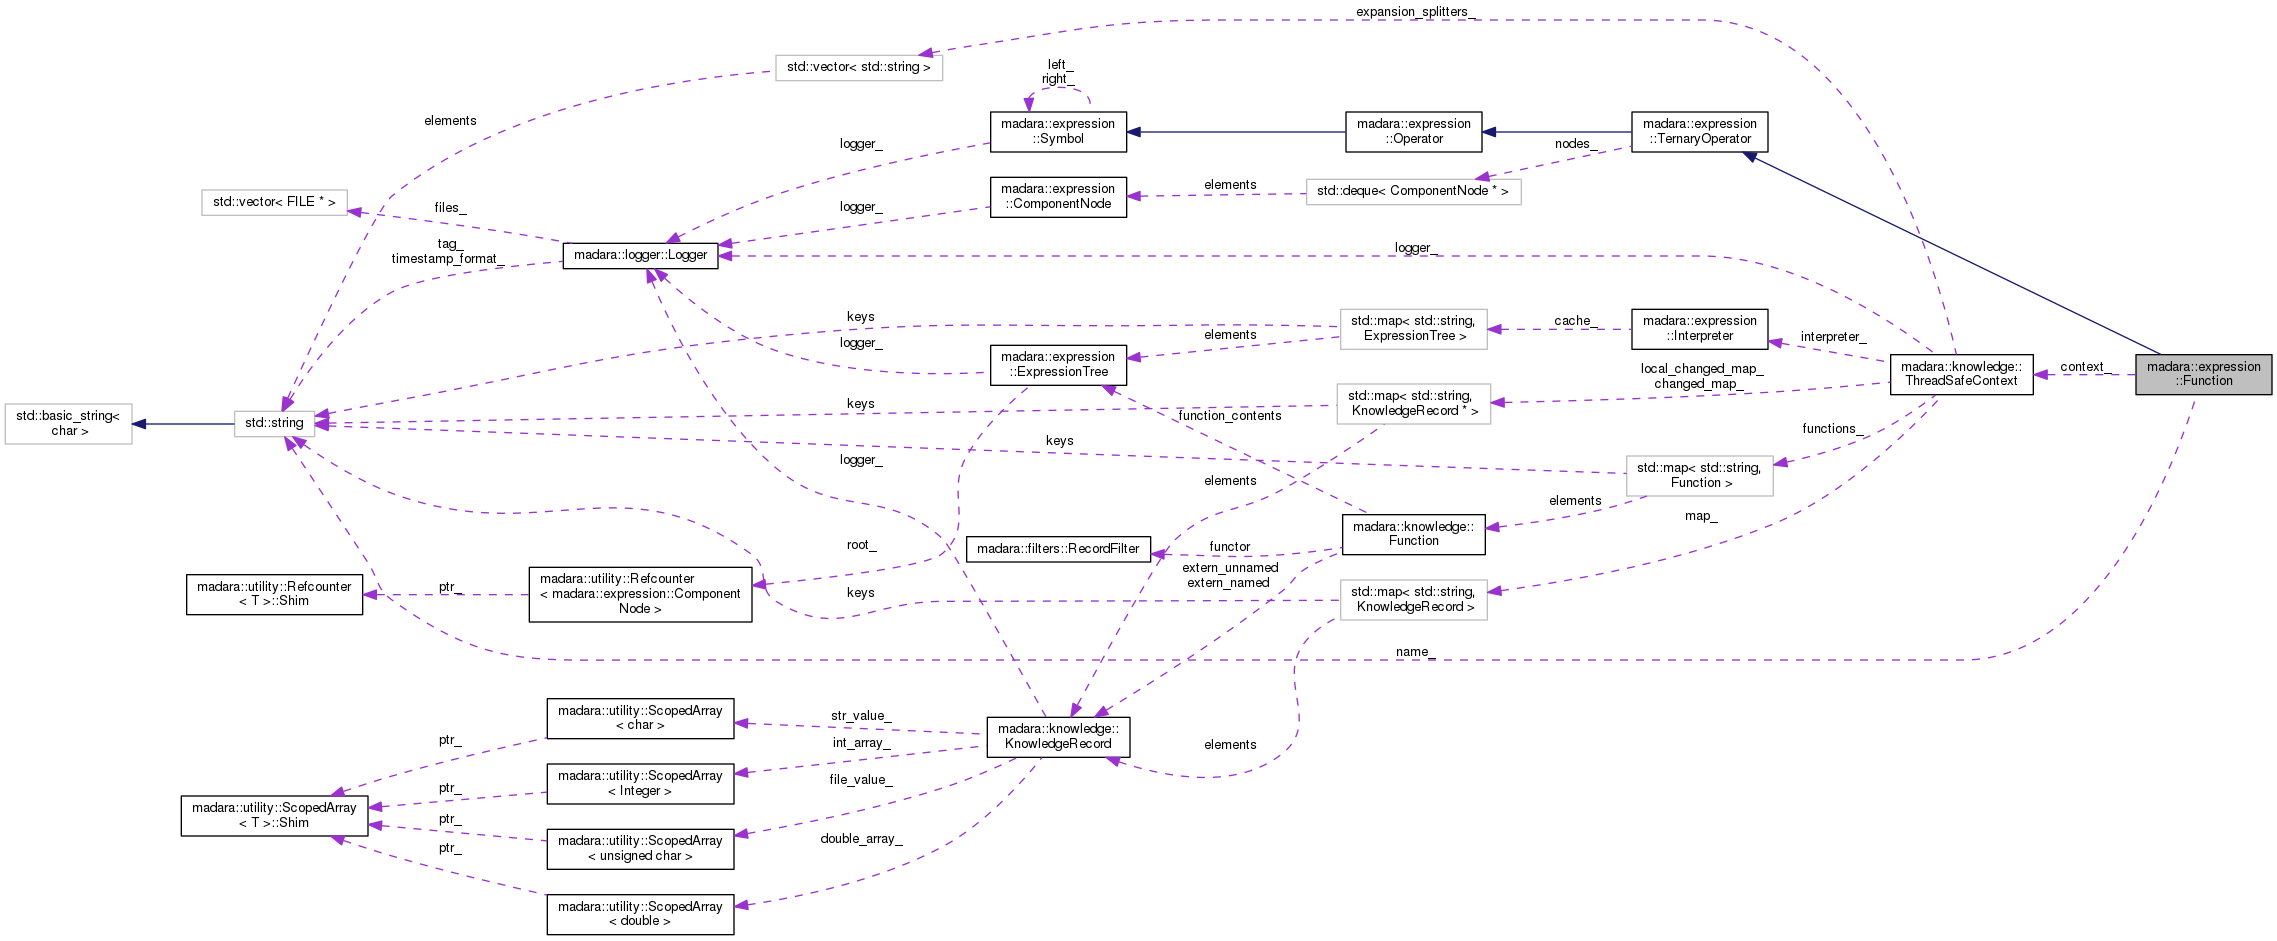 expansion_splitters_
std::vector< std::string >
left_
right_
elements
madara::expression
::Symbol
madara::expression
::Operator
madara::expression
::TernaryOperator
logger_
nodes_
std::vector< FILE * >
files_
logger_
madara::expression
::ComponentNode
elements
std::deque< ComponentNode * >
tag_
timestamp_format_
madara::logger::Logger
logger_
keys
logger_
std::map< std::string,
ExpressionTree >
cache_
madara::expression
::Interpreter
interpreter_
elements
madara::expression
::ExpressionTree
madara::knowledge::
ThreadSafeContext
context_
madara::expression
::Function
local_changed_map_
changed_map_
std::basic_string<
char >
std::string
keys
function_contents
std::map< std::string,
KnowledgeRecord * >
functions_
keys
logger_
elements
std::map< std::string,
Function >
elements
map_
root_
madara::filters::RecordFilter
functor
madara::knowledge::
Function
extern_unnamed
extern_named
madara::utility::Refcounter
< T >::Shim
ptr_
madara::utility::Refcounter
< madara::expression::Component
Node >
keys
std::map< std::string,
KnowledgeRecord >
name_
madara::utility::ScopedArray
< char >
str_value_
madara::knowledge::
KnowledgeRecord
ptr_
int_array_
elements
madara::utility::ScopedArray
< Integer >
file_value_
ptr_
madara::utility::ScopedArray
< T >::Shim
ptr_
madara::utility::ScopedArray
< unsigned char >
double_array_
ptr_
madara::utility::ScopedArray
< double >